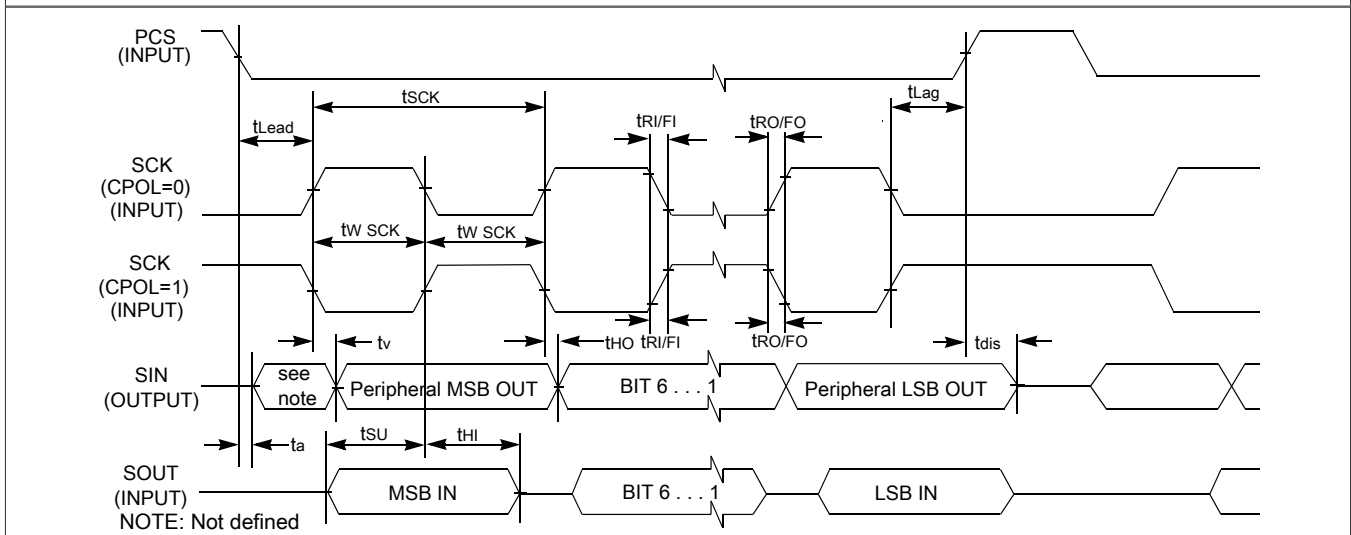 PCS
(INPUT)
tSCK
tLead
tRI/FI
tRO/FO
tLag
SCK
(CPOL=0)
(INPUT)
tW SCK
tW SCK
SCK
(CPOL=1)
(INPUT)
tv
tHO
tRI/FI
tRO/FO
tdis
SIN
(OUTPUT)
see
note
Peripheral MSB OUT
BIT 6 . . . 1
Peripheral LSB OUT
ta
tSU
tHI
SOUT
(INPUT)
MSB IN
BIT 6 . . . 1
LSB IN
NOTE: Not defined